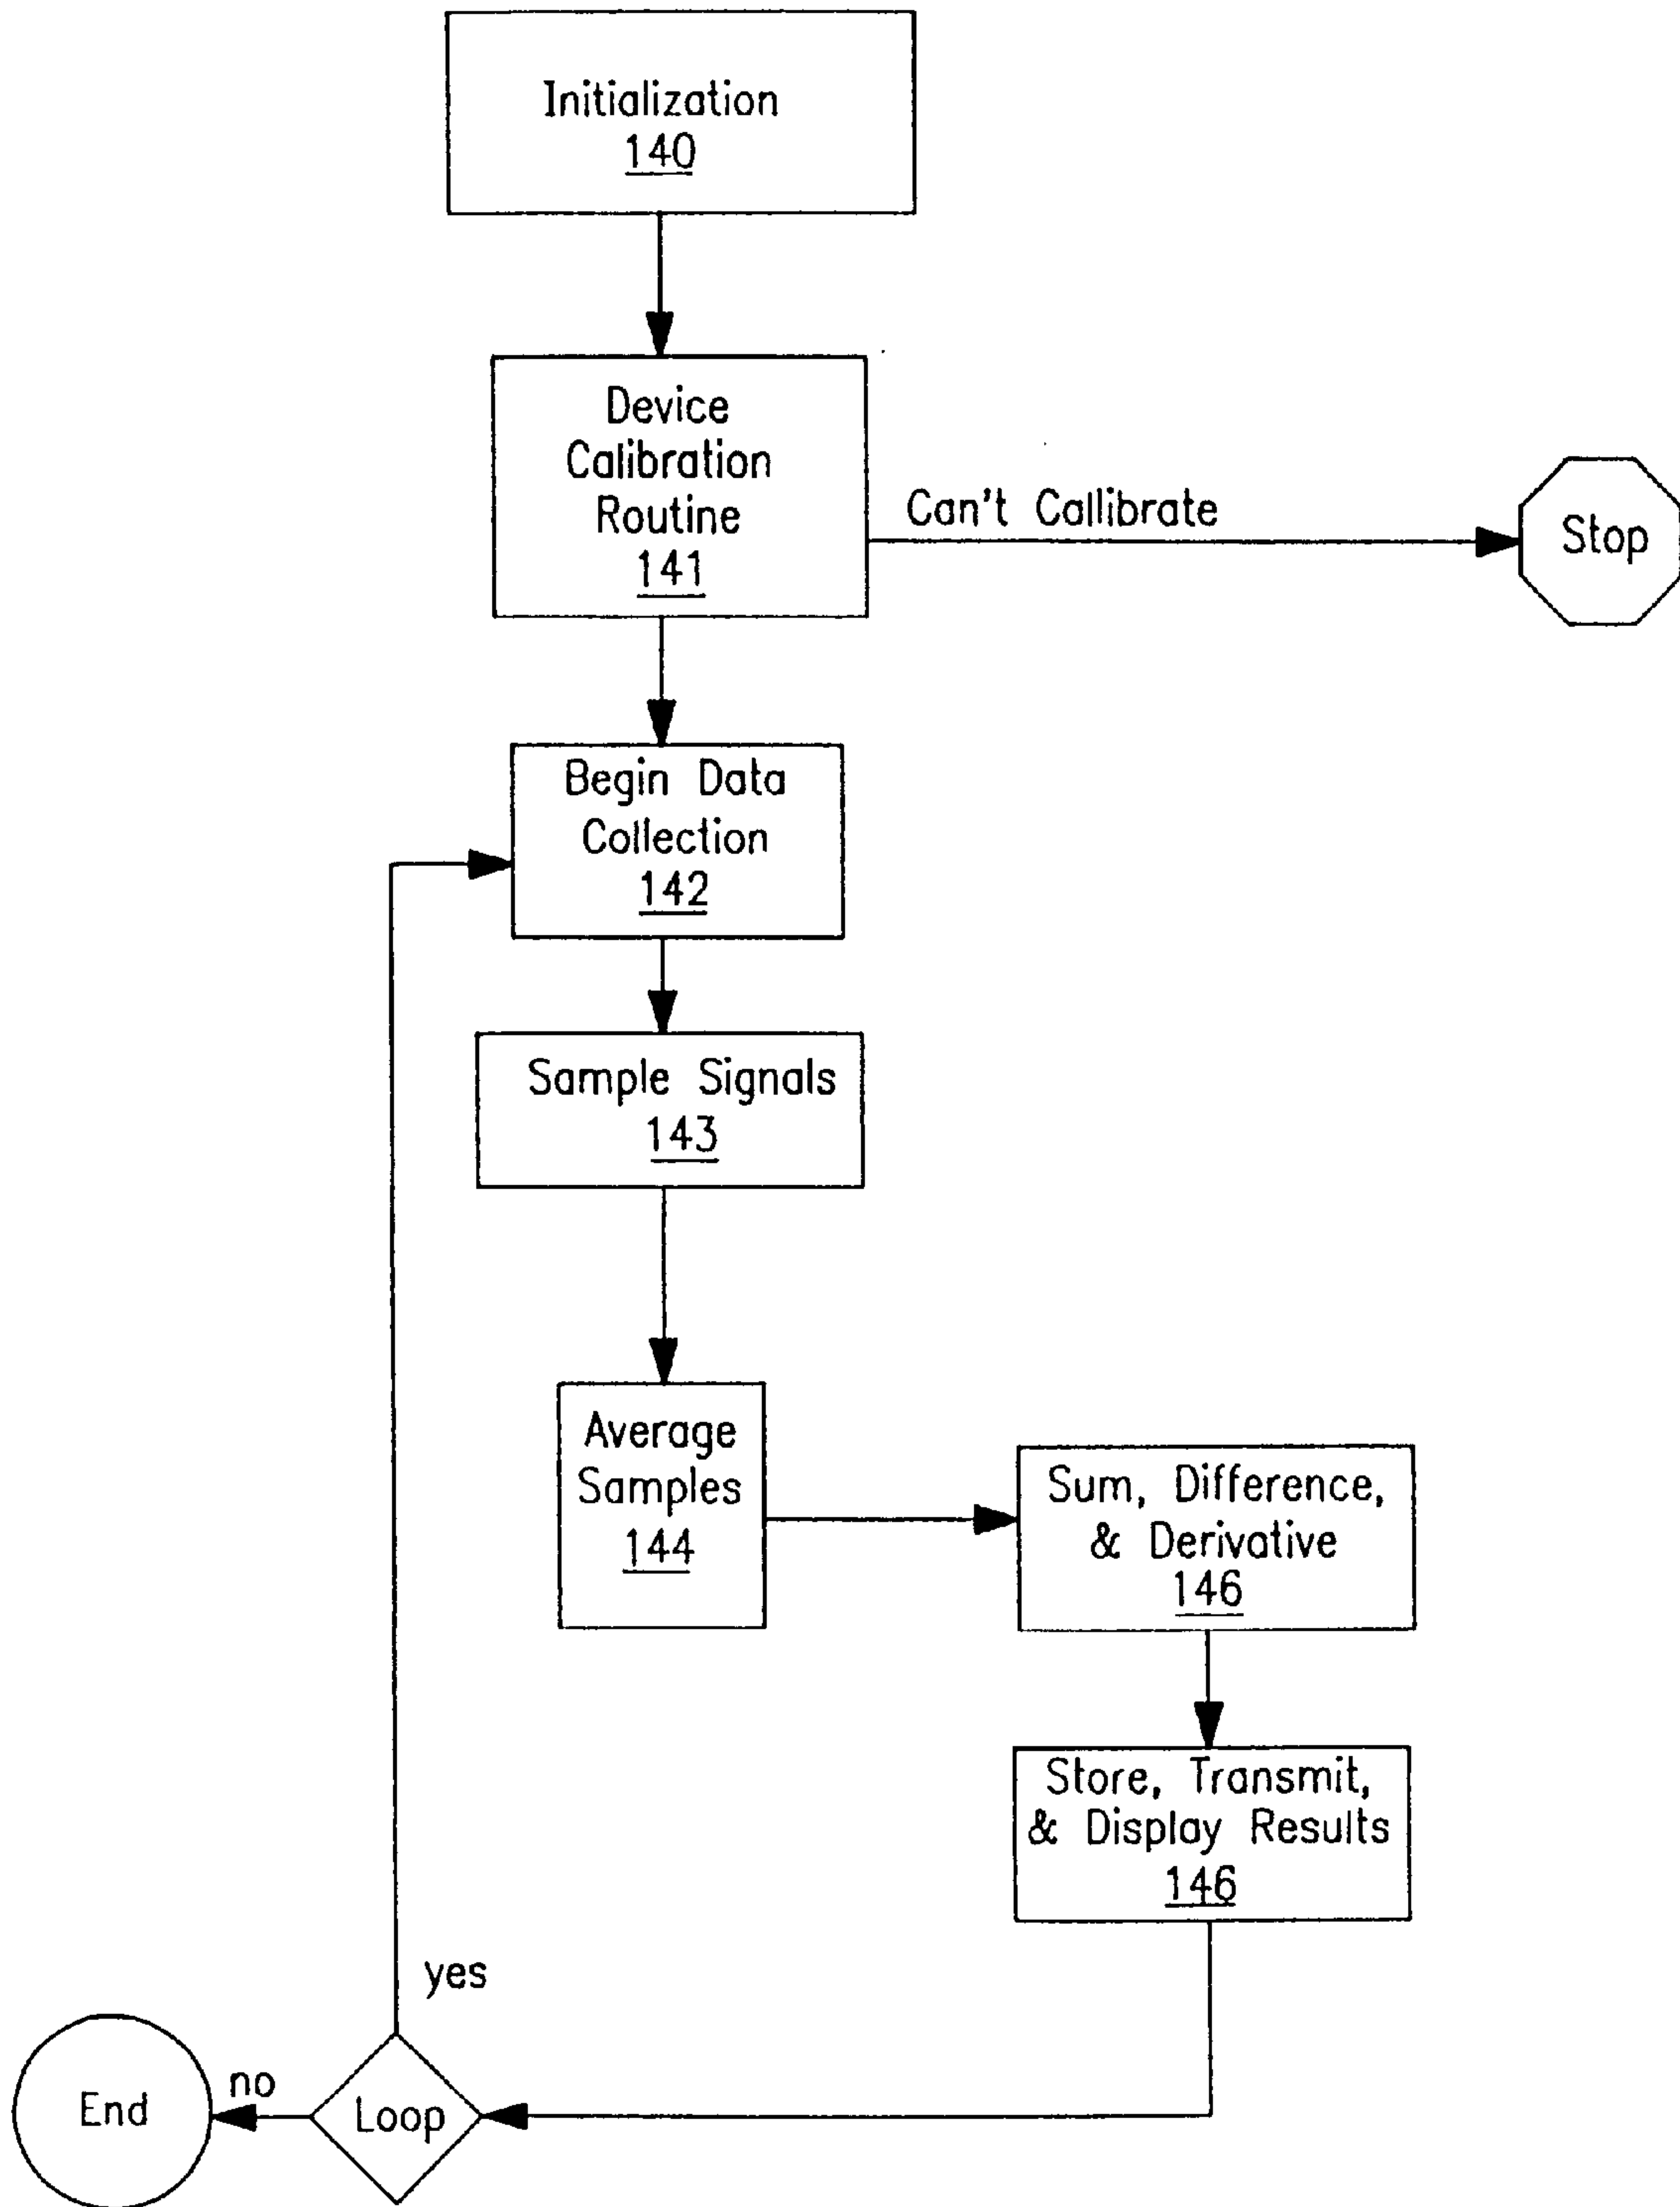 Initialization
140
Device
Calibration
Routine
141
Can't Callibrate
Stop
Begin Data
Collection
142
Sample Signals
143
Average
Samples
144
Sum, Difference,
& Derivative
146
Store, Transmit,
& Display Results
146
yes
no
End
Loop